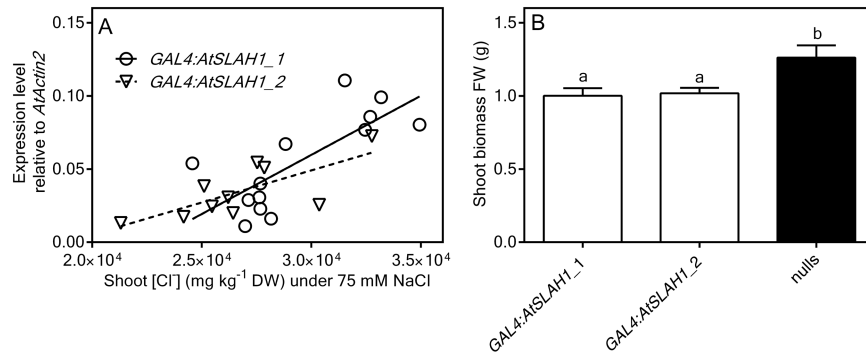 A
0.15
0.10
0.05
0.00
Expression level
relative to AtActin2
GAL4:AtSLAH1_1
GAL4:AtSLAH1_2
2.0×10⁴
2.5×10⁴
3.0×10⁴
3.5×10⁴
Shoot [Cl⁻] (mg kg⁻¹ DW) under 75 mM NaCl
B
1.5
1.0
0.5
0.0
Shoot biomass FW (g)
a
a
b
GAL4:AtSLAH1_1
GAL4:AtSLAH1_2
nulls